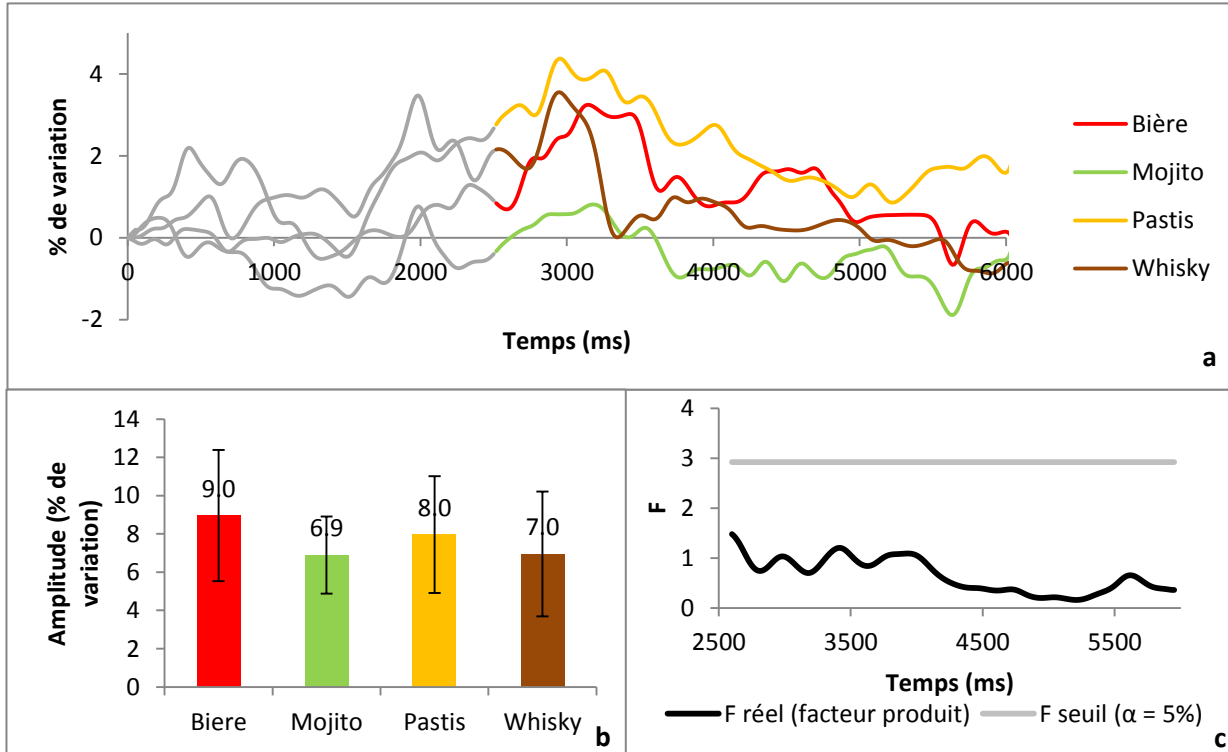 4
2
0
-2
% de variation
0 1000 2000 3000 4000 5000 6000
Temps (ms)
Bière
Mojito
Pastis
Whisky
a
14
12
10
8
6
4
2
0
Amplitude (% de
variation)
9.0
6.9
8.0
7.0
Biere Mojito Pastis Whisky
b
4
3
2
1
0
F
2500 3500 4500 5500
Temps (ms)
F réel (facteur produit) F seuil (α = 5%)
c